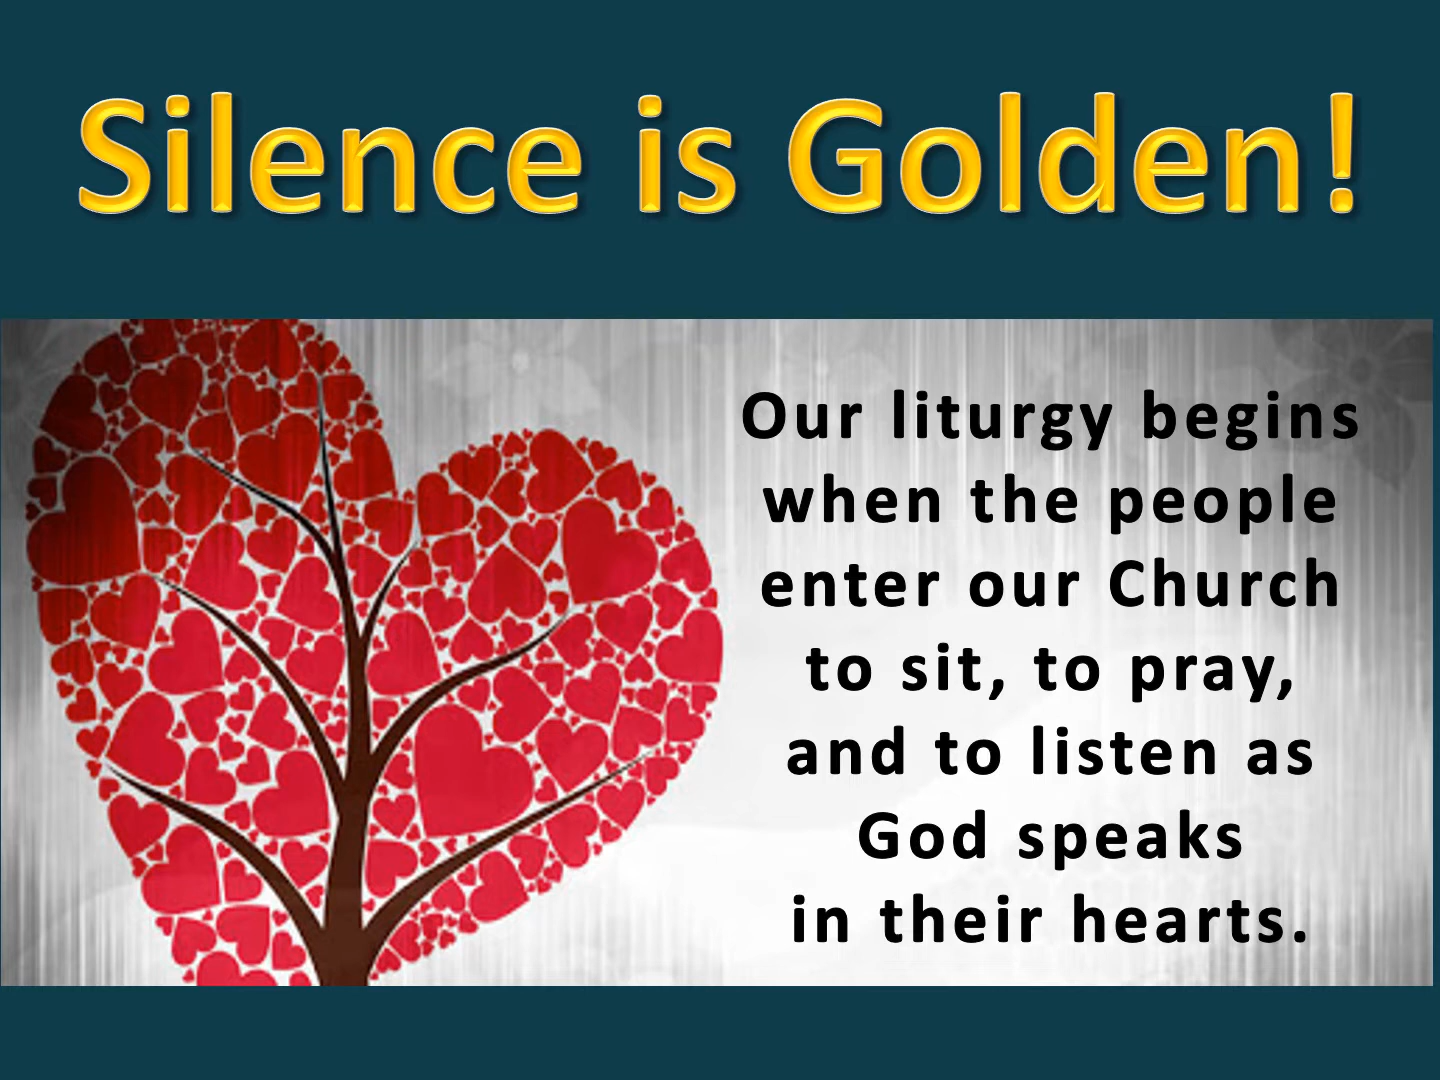 Silence is Golden!
Our liturgy begins
when the people
enter our Church
to sit, to pray,
and to listen as
God speaks
in their hearts.